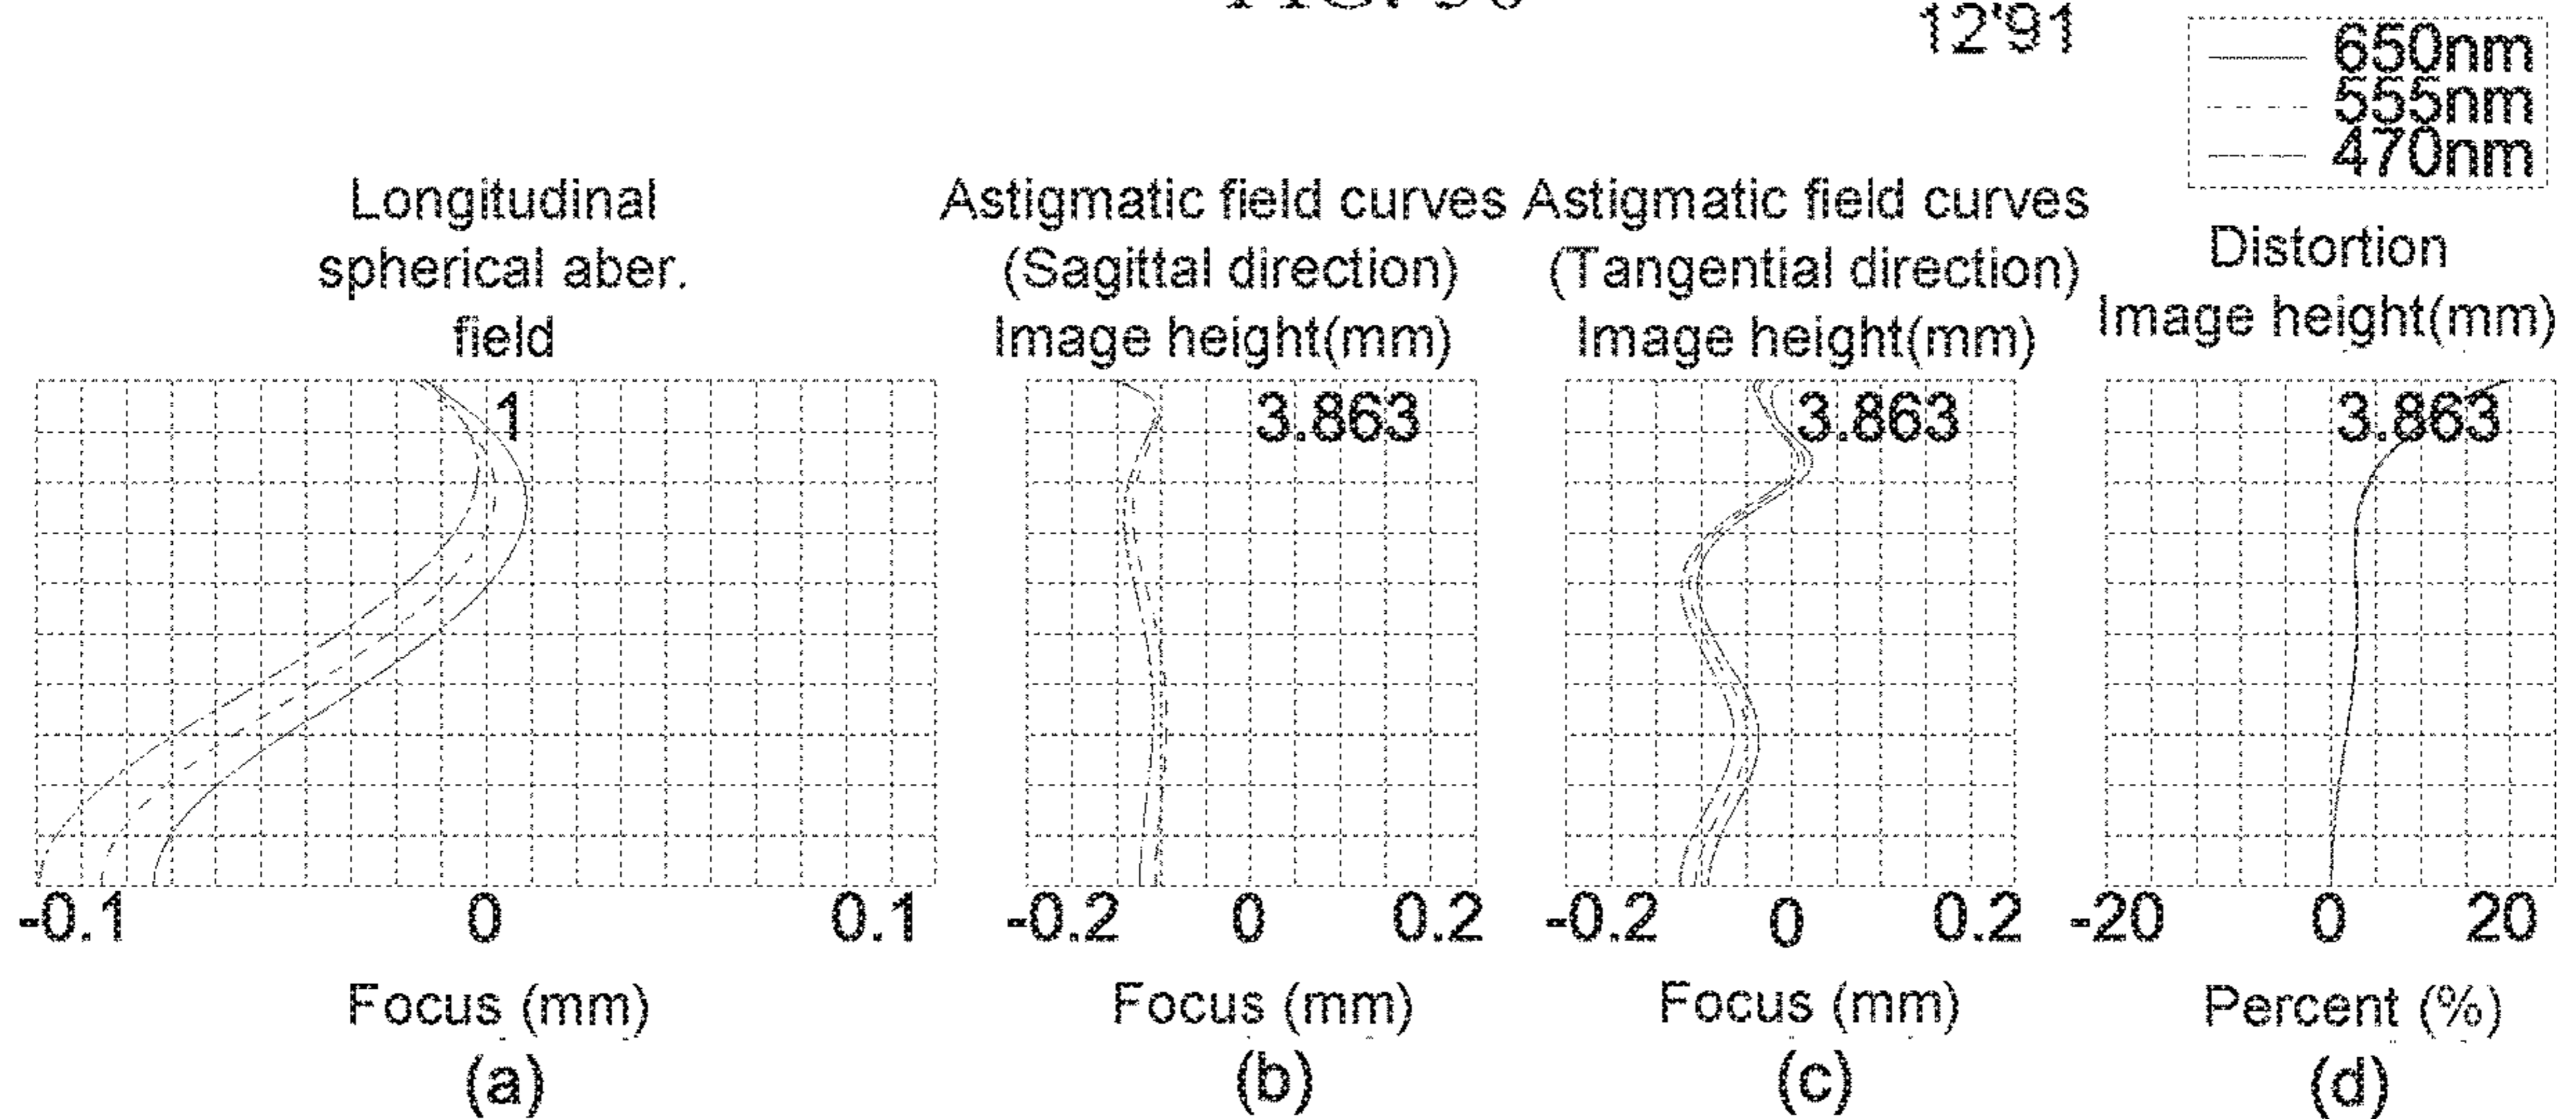 12'91
650nm
555nm
470nm
Longitudinal
spherical aber.
field
Astigmatic field curves
(Sagittal direction)
Image height(mm)
Astigmatic field curves
(Tangential direction)
Image height(mm)
Distortion
Image height(mm)
1
3.863
3.863
3.863
-0.1 0 0.1
-0.2 0 0.2
-0.2 0 0.2
-20 0 20
Focus (mm)
Focus (mm)
Focus (mm)
Percent (%)
(a)
(b)
(c)
(d)